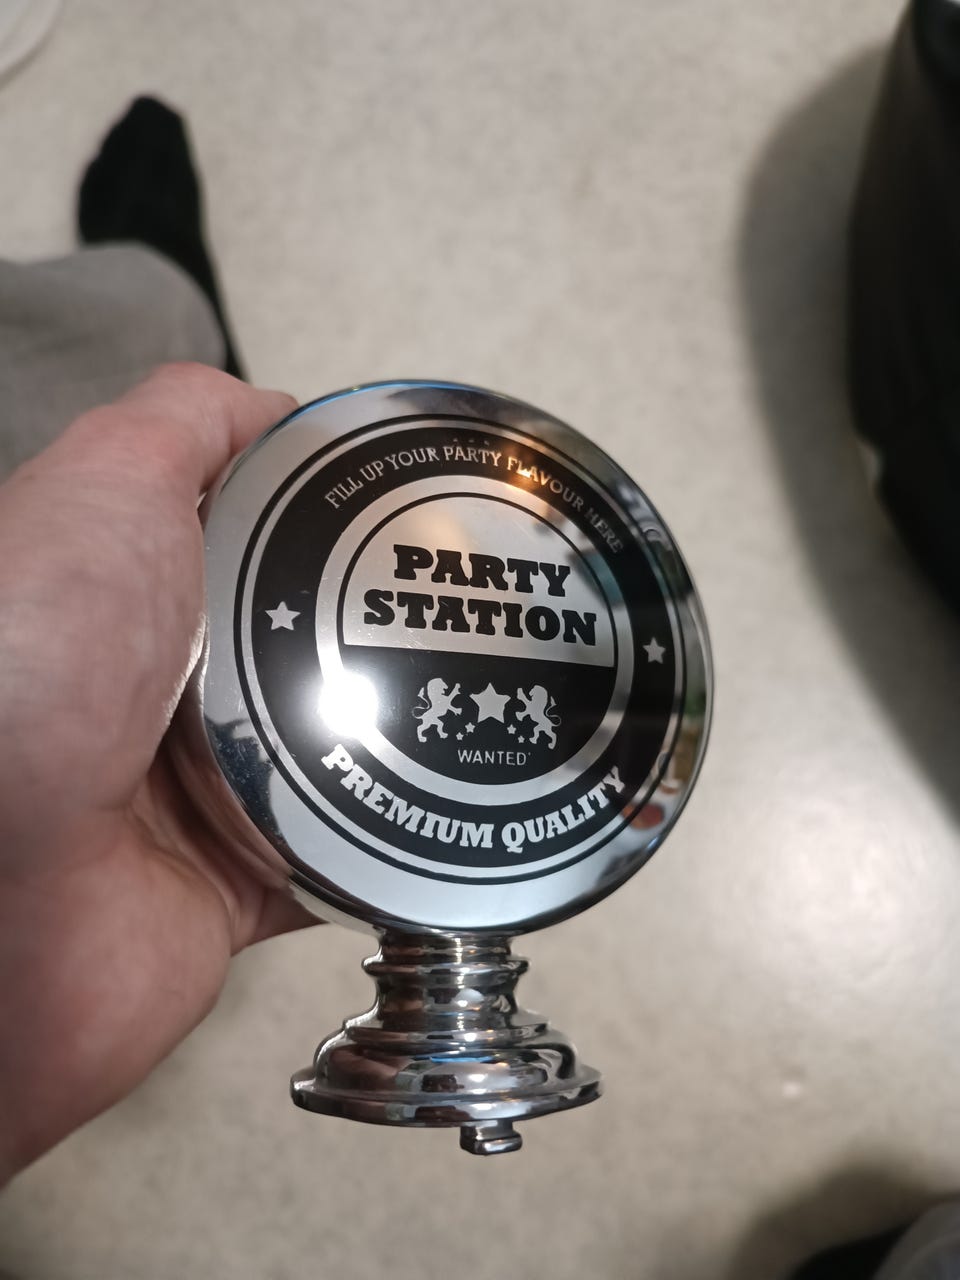 FILL UP YOUR PARTY FLAVOUR HERE
PARTY
STATION
WANTED
PREMIUM QUALITY